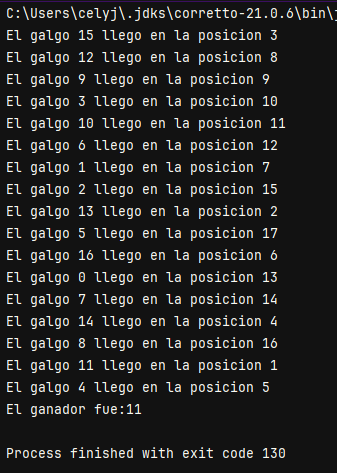 C:\Users\celyj\.jdks\corretto-21.0.6\bin\j
El galgo 15 llego en la posicion 3
El galgo 12 llego en la posicion 8
El galgo 9 llego en la posicion 9
El galgo 3 llego en la posicion 10
El galgo 10 llego en la posicion 11
El galgo 6 llego en la posicion 12
El galgo 1 llego en la posicion 7
El galgo 2 llego en la posicion 15
El galgo 13 llego en la posicion 2
El galgo 5 llego en la posicion 17
El galgo 16 llego en la posicion 6
El galgo 0 llego en la posicion 13
El galgo 7 llego en la posicion 14
El galgo 14 llego en la posicion 4
El galgo 8 llego en la posicion 16
El galgo 11 llego en la posicion 1
El galgo 4 llego en la posicion 5
El ganador fue:11
Process finished with exit code 130